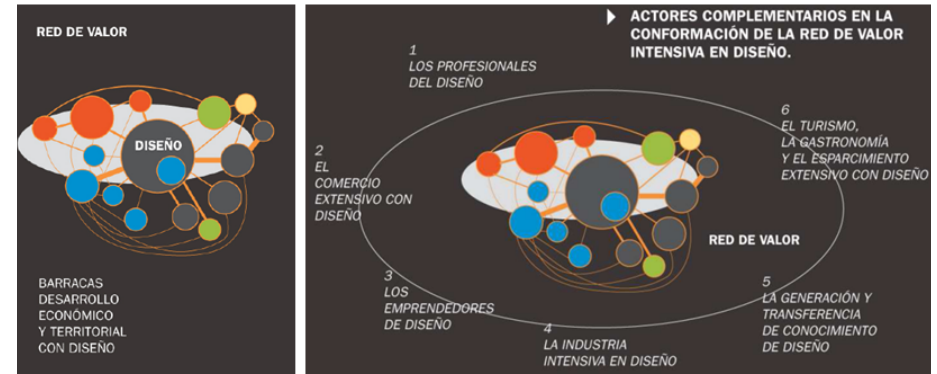 RED DE VALOR
DISEÑO
BARRACAS
DESARROLLO
ECONÓMICO
Y TERRITORIAL
CON DISEÑO
ACTORES COMPLEMENTARIOS EN LA
CONFORMACIÓN DE LA RED DE VALOR
INTENSIVA EN DISEÑO.
1
LOS PROFESIONALES
DEL DISEÑO
2
EL
COMERCIO
EXTENSIVO CON
DISEÑO
3
LOS
EMPRENDEDORES
DE DISEÑO
4
LA INDUSTRIA
INTENSIVA EN DISEÑO
5
LA GENERACIÓN Y
TRANSFERENCIA
DE CONOCIMIENTO
DE DISEÑO
6
EL TURISMO,
LA GASTRONOMÍA
Y EL ESPARCIMIENTO
EXTENSIVO CON DISEÑO
RED DE VALOR